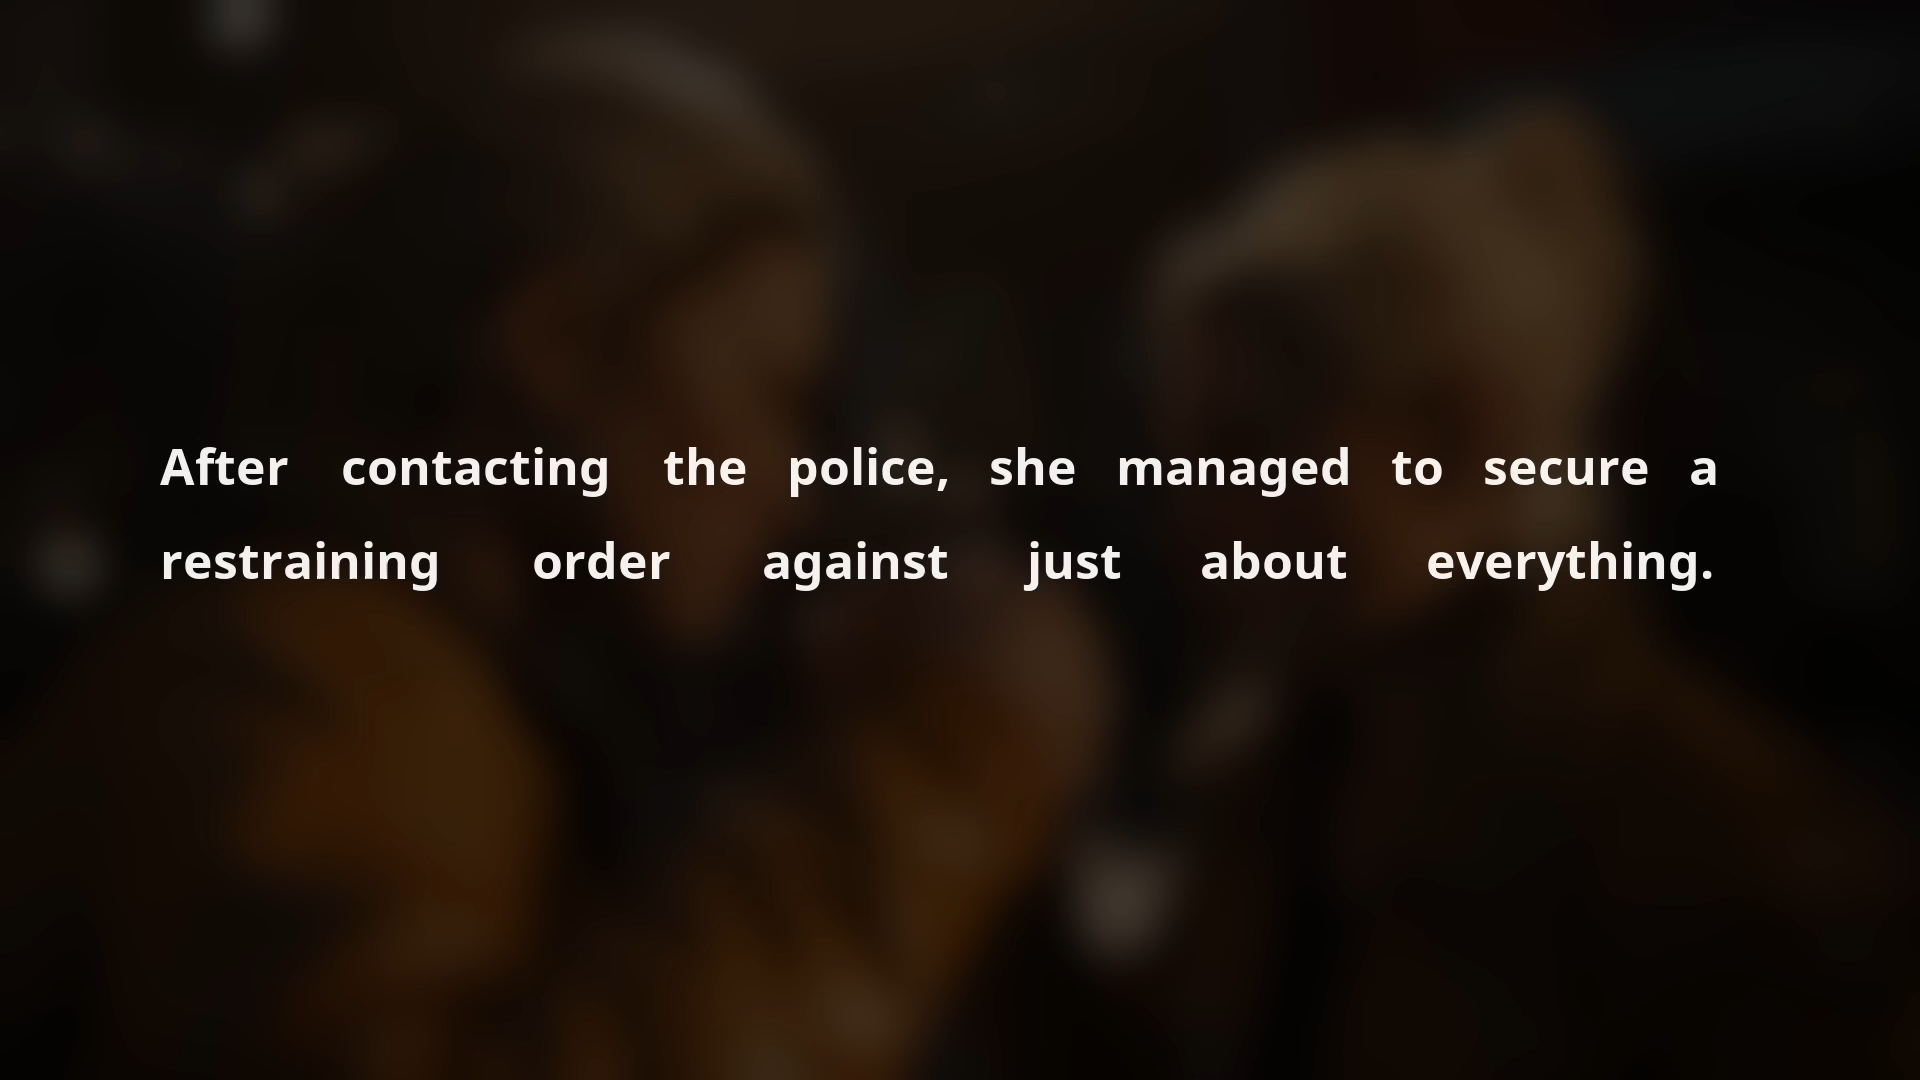 After contacting the police, she managed to secure a
restraining order against just about everything.